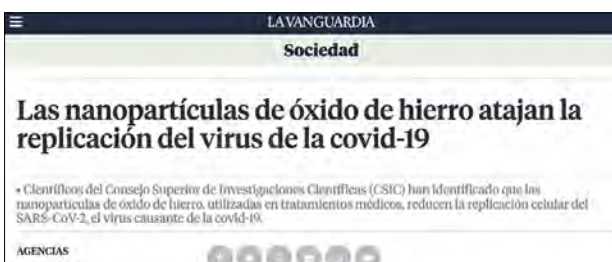 LAVANGUARDIA
Sociedad
Las nanopartículas de óxido de hierro atajan la
replicación del virus de la covid-19
• Científicos del Consejo Superior de Investigaciones Científicas (CSIC) han identificado que las
nanopartículas de óxido de hierro, utilizadas en tratamientos médicos, reducen la replicación celular del
SARS-CoV-2, el virus causante de la covid-19.
AGENCIAS